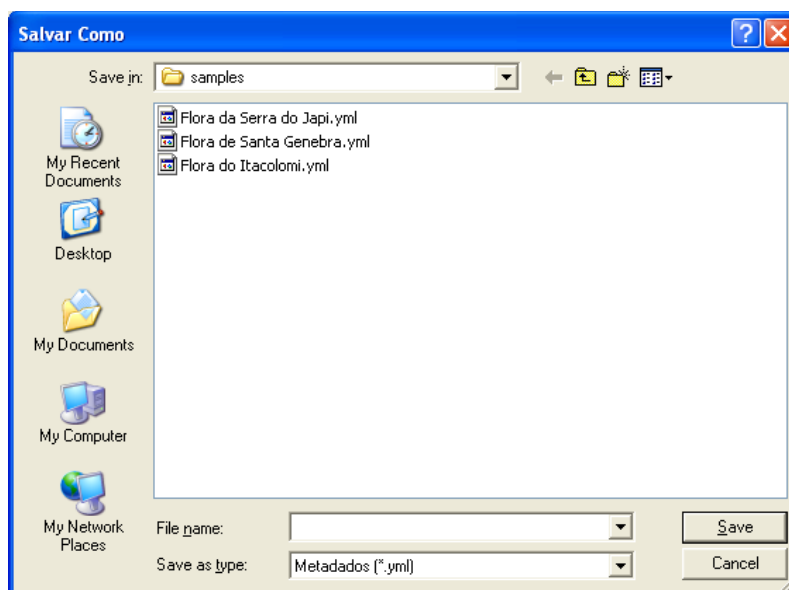 Salvar Como
Save in:
samples
Flora da Serra do Japi.yml
Flora de Santa Genebra.yml
Flora do Itacolomi.yml
My Recent
Documents
Desktop
My Documents
My Computer
My Network
Places
File name:
Save
Save as type:
Metadados (*.yml)
Cancel